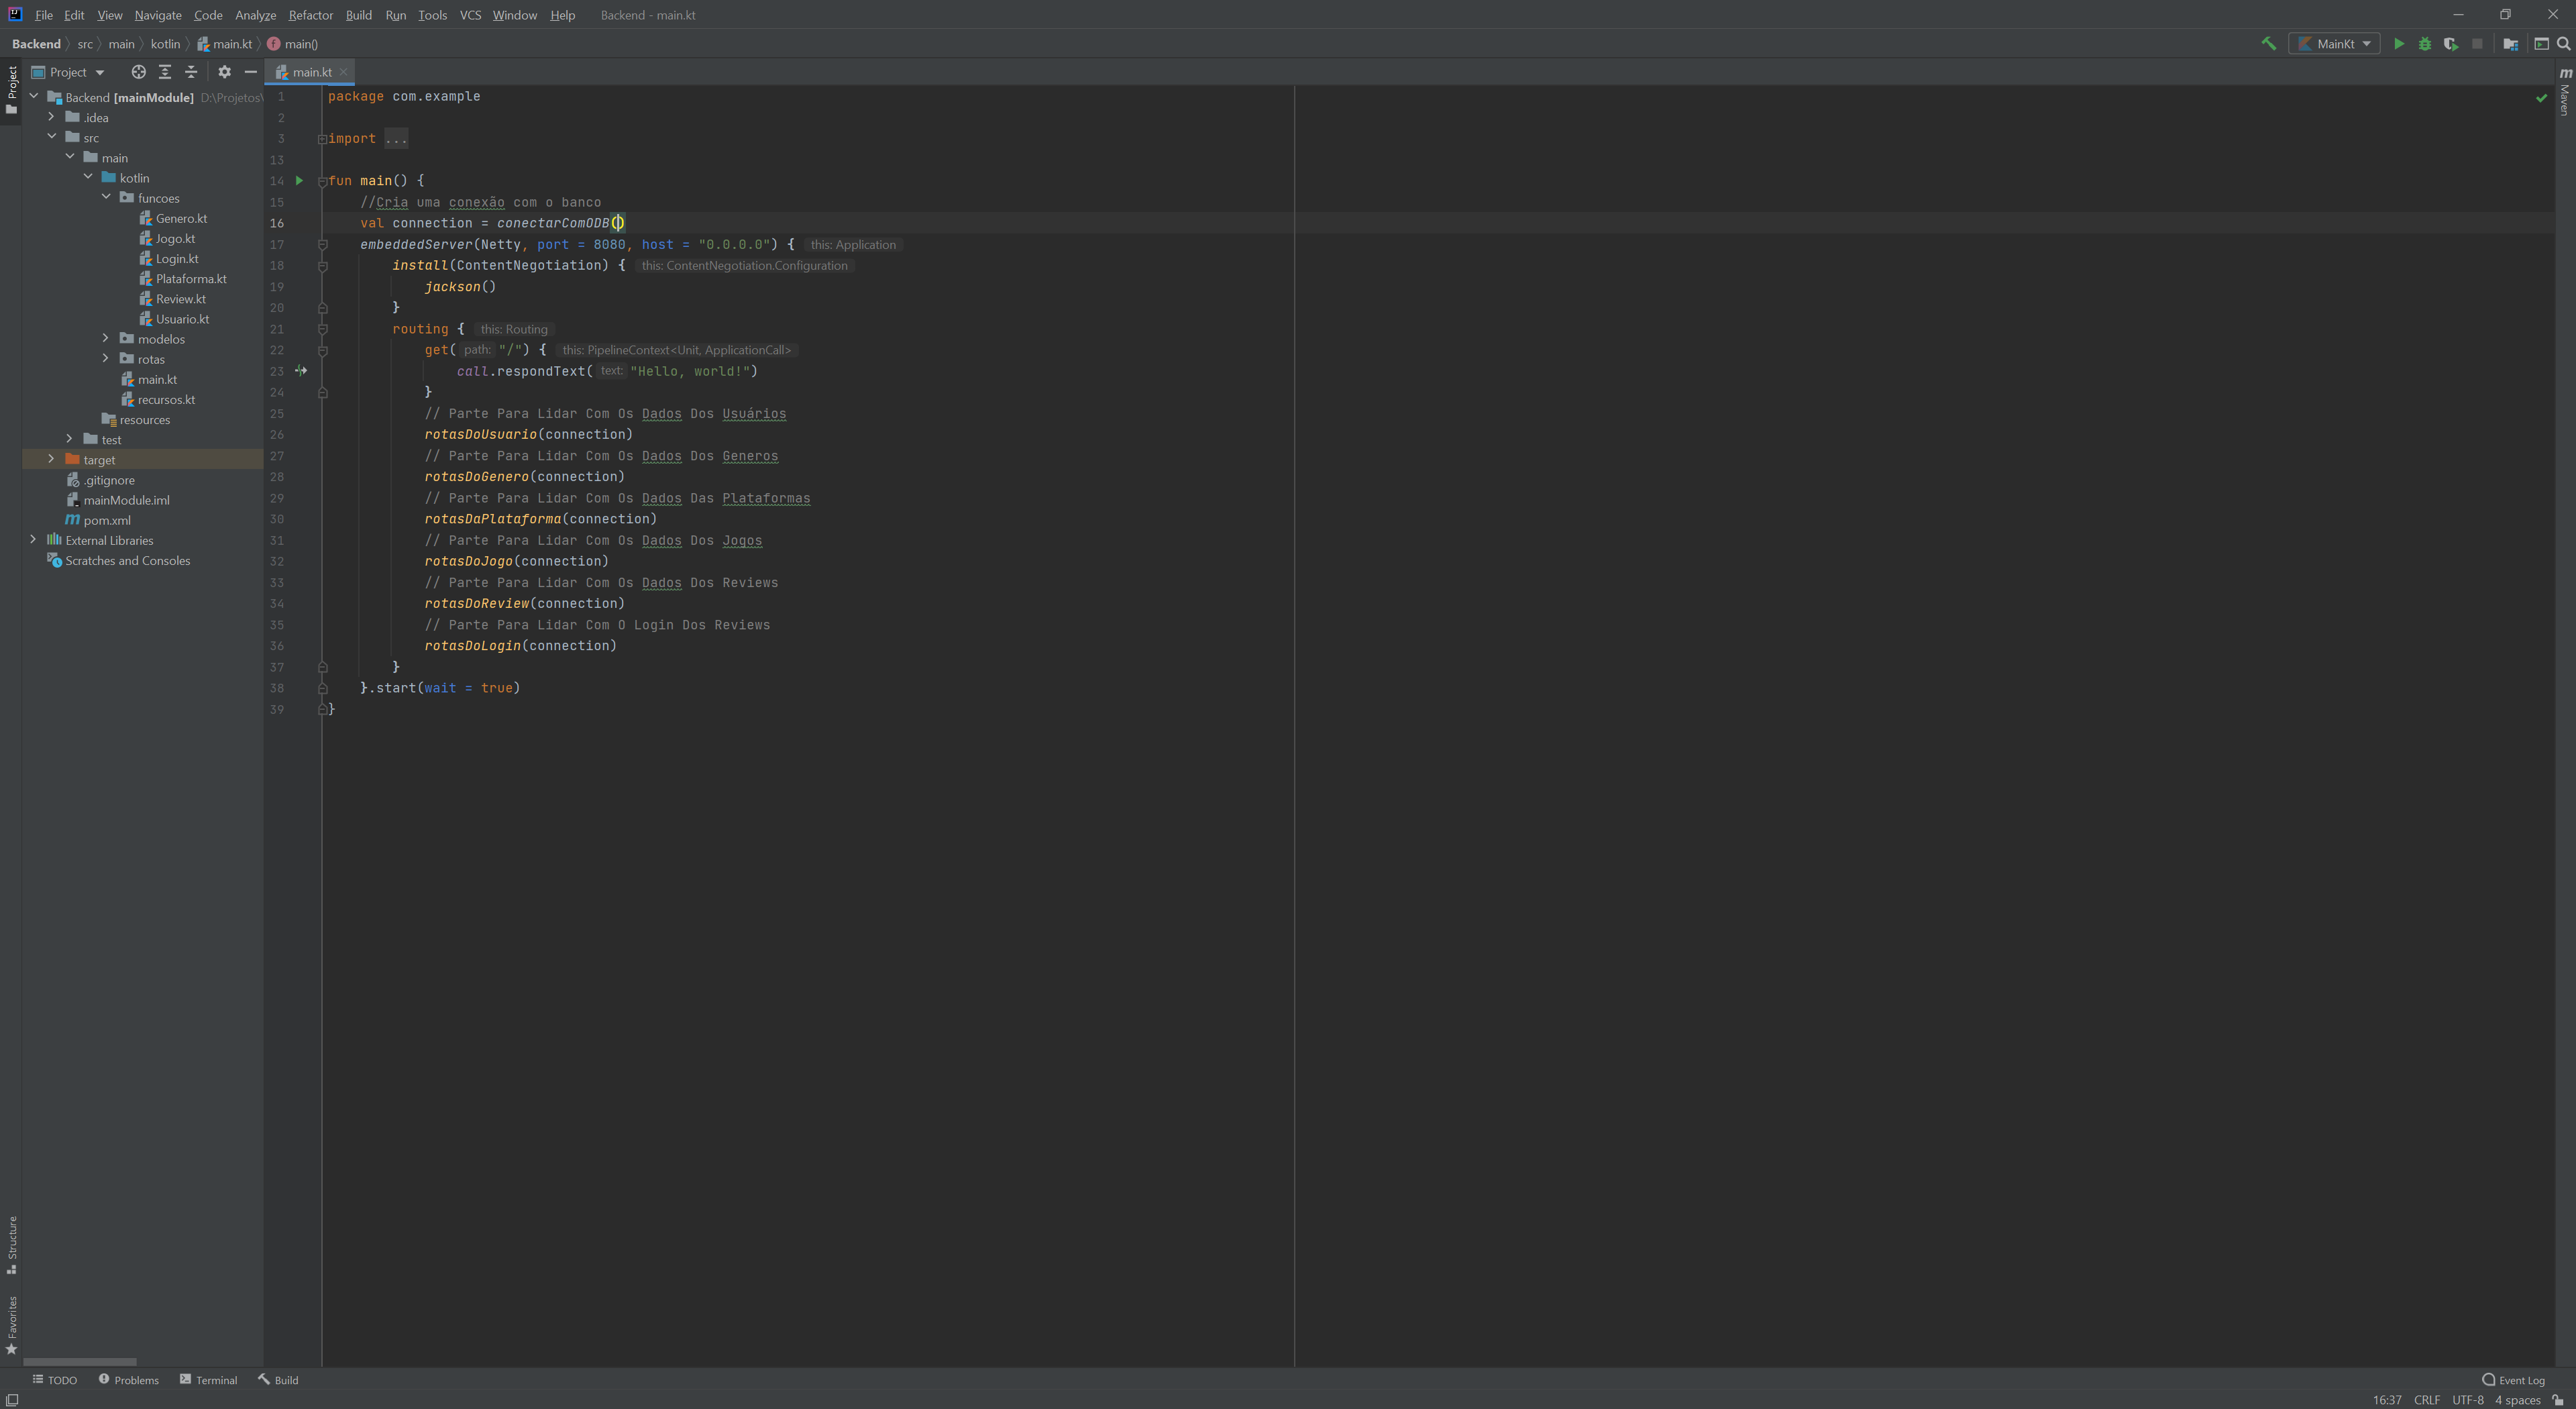 File Edit View Navigate Code Analyze Refactor Build Run Tools VCS Window Help Backend - main.kt
Backend src main kotlin main.kt main() MainKt
Project
main.kt
Project
Backend [mainModule] D:\Projetos\
.idea
src
main
kotlin
funcoes
Genero.kt
Jogo.kt
Login.kt
Plataforma.kt
Review.kt
Usuario.kt
modelos
rotas
main.kt
recursos.kt
resources
test
target
.gitignore
mainModule.iml
pom.xml
External Libraries
Scratches and Consoles
1 package com.example
2
3 import ...
13
14 fun main() {
15 //Cria uma conexão com o banco
16 val connection = conectarComODB()
17 embeddedServer(Netty, port = 8080, host = "0.0.0.0") { this: Application
18 install(ContentNegotiation) { this: ContentNegotiation.Configuration
19 jackson()
20 }
21 routing { this: Routing
22 get( path: "/") { this: PipelineContext<Unit, ApplicationCall>
23 call.respondText( text: "Hello, world!")
24 }
25 // Parte Para Lidar Com Os Dados Dos Usuários
26 rotasDoUsuario(connection)
27 // Parte Para Lidar Com Os Dados Dos Generos
28 rotasDoGenero(connection)
29 // Parte Para Lidar Com Os Dados Das Plataformas
30 rotasDaPlataforma(connection)
31 // Parte Para Lidar Com Os Dados Dos Jogos
32 rotasDoJogo(connection)
33 // Parte Para Lidar Com Os Dados Dos Reviews
34 rotasDoReview(connection)
35 // Parte Para Lidar Com O Login Dos Reviews
36 rotasDoLogin(connection)
37 }
38 }.start(wait = true)
39 }
m Maven
Structure
Favorites
TODO Problems Terminal Build Event Log
16:37 CRLF UTF-8 4 spaces